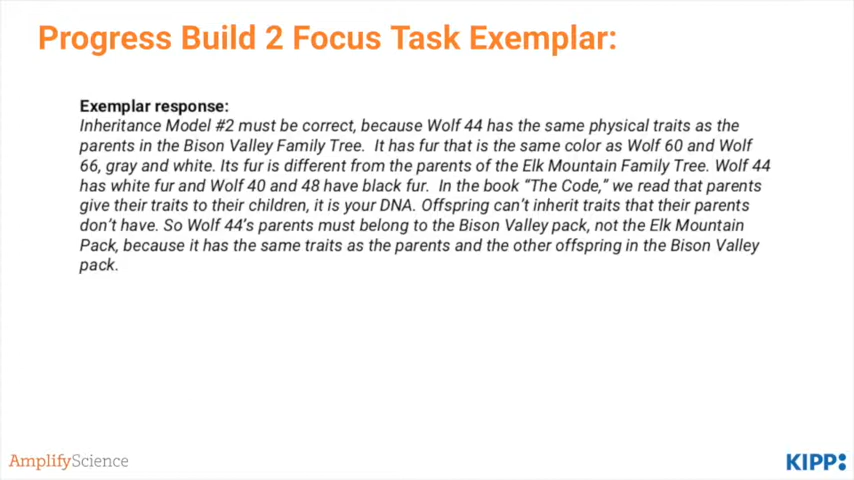 Progress Build 2 Focus Task Exemplar:
Exemplar response:
Inheritance Model #2 must be correct, because Wolf 44 has the same physical traits as the
parents in the Bison Valley Family Tree.  It has fur that is the same color as Wolf 60 and Wolf
66, gray and white. Its fur is different from the parents of the Elk Mountain Family Tree. Wolf 44
has white fur and Wolf 40 and 48 have black fur.  In the book “The Code,” we read that parents
give their traits to their children, it is your DNA. Offspring can’t inherit traits that their parents
don’t have. So Wolf 44’s parents must belong to the Bison Valley pack, not the Elk Mountain
Pack, because it has the same traits as the parents and the other offspring in the Bison Valley
pack.
AmplifyScience
KIPP: